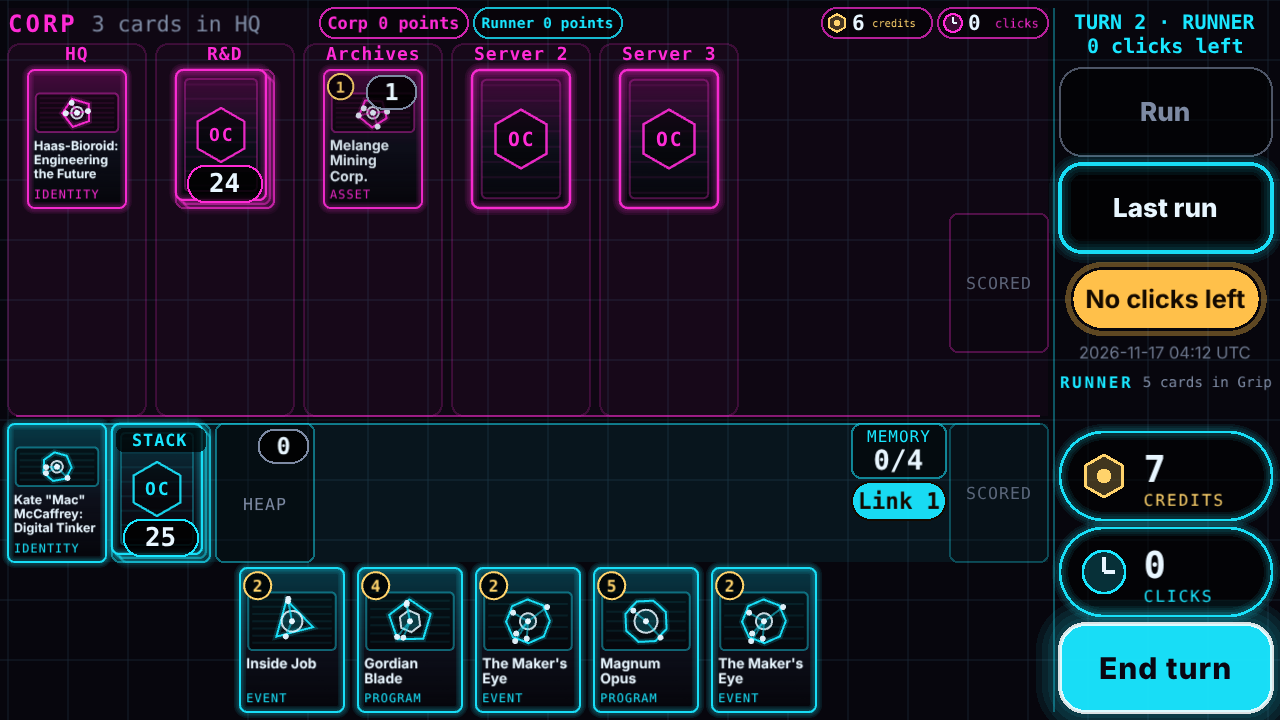 CORP 3 cards in HQ
Corp 0 points
Runner 0 points
6 credits
0 clicks
TURN 2 · RUNNER
0 clicks left
HQ
R&D
Archives
Server 2
Server 3
Haas-Bioroid:
Engineering
the Future
IDENTITY
OC
24
1
1
Melange
Mining
Corp.
ASSET
OC
OC
SCORED
Run
Last run
No clicks left
2026-11-17 04:12 UTC
RUNNER 5 cards in Grip
Kate "Mac"
McCaffrey:
Digital Tinker
IDENTITY
STACK
OC
25
0
HEAP
MEMORY
0/4
Link 1
SCORED
7
CREDITS
0
CLICKS
End turn
2
Inside Job
EVENT
4
Gordian
Blade
PROGRAM
2
The Maker's
Eye
EVENT
5
Magnum
Opus
PROGRAM
2
The Maker's
Eye
EVENT